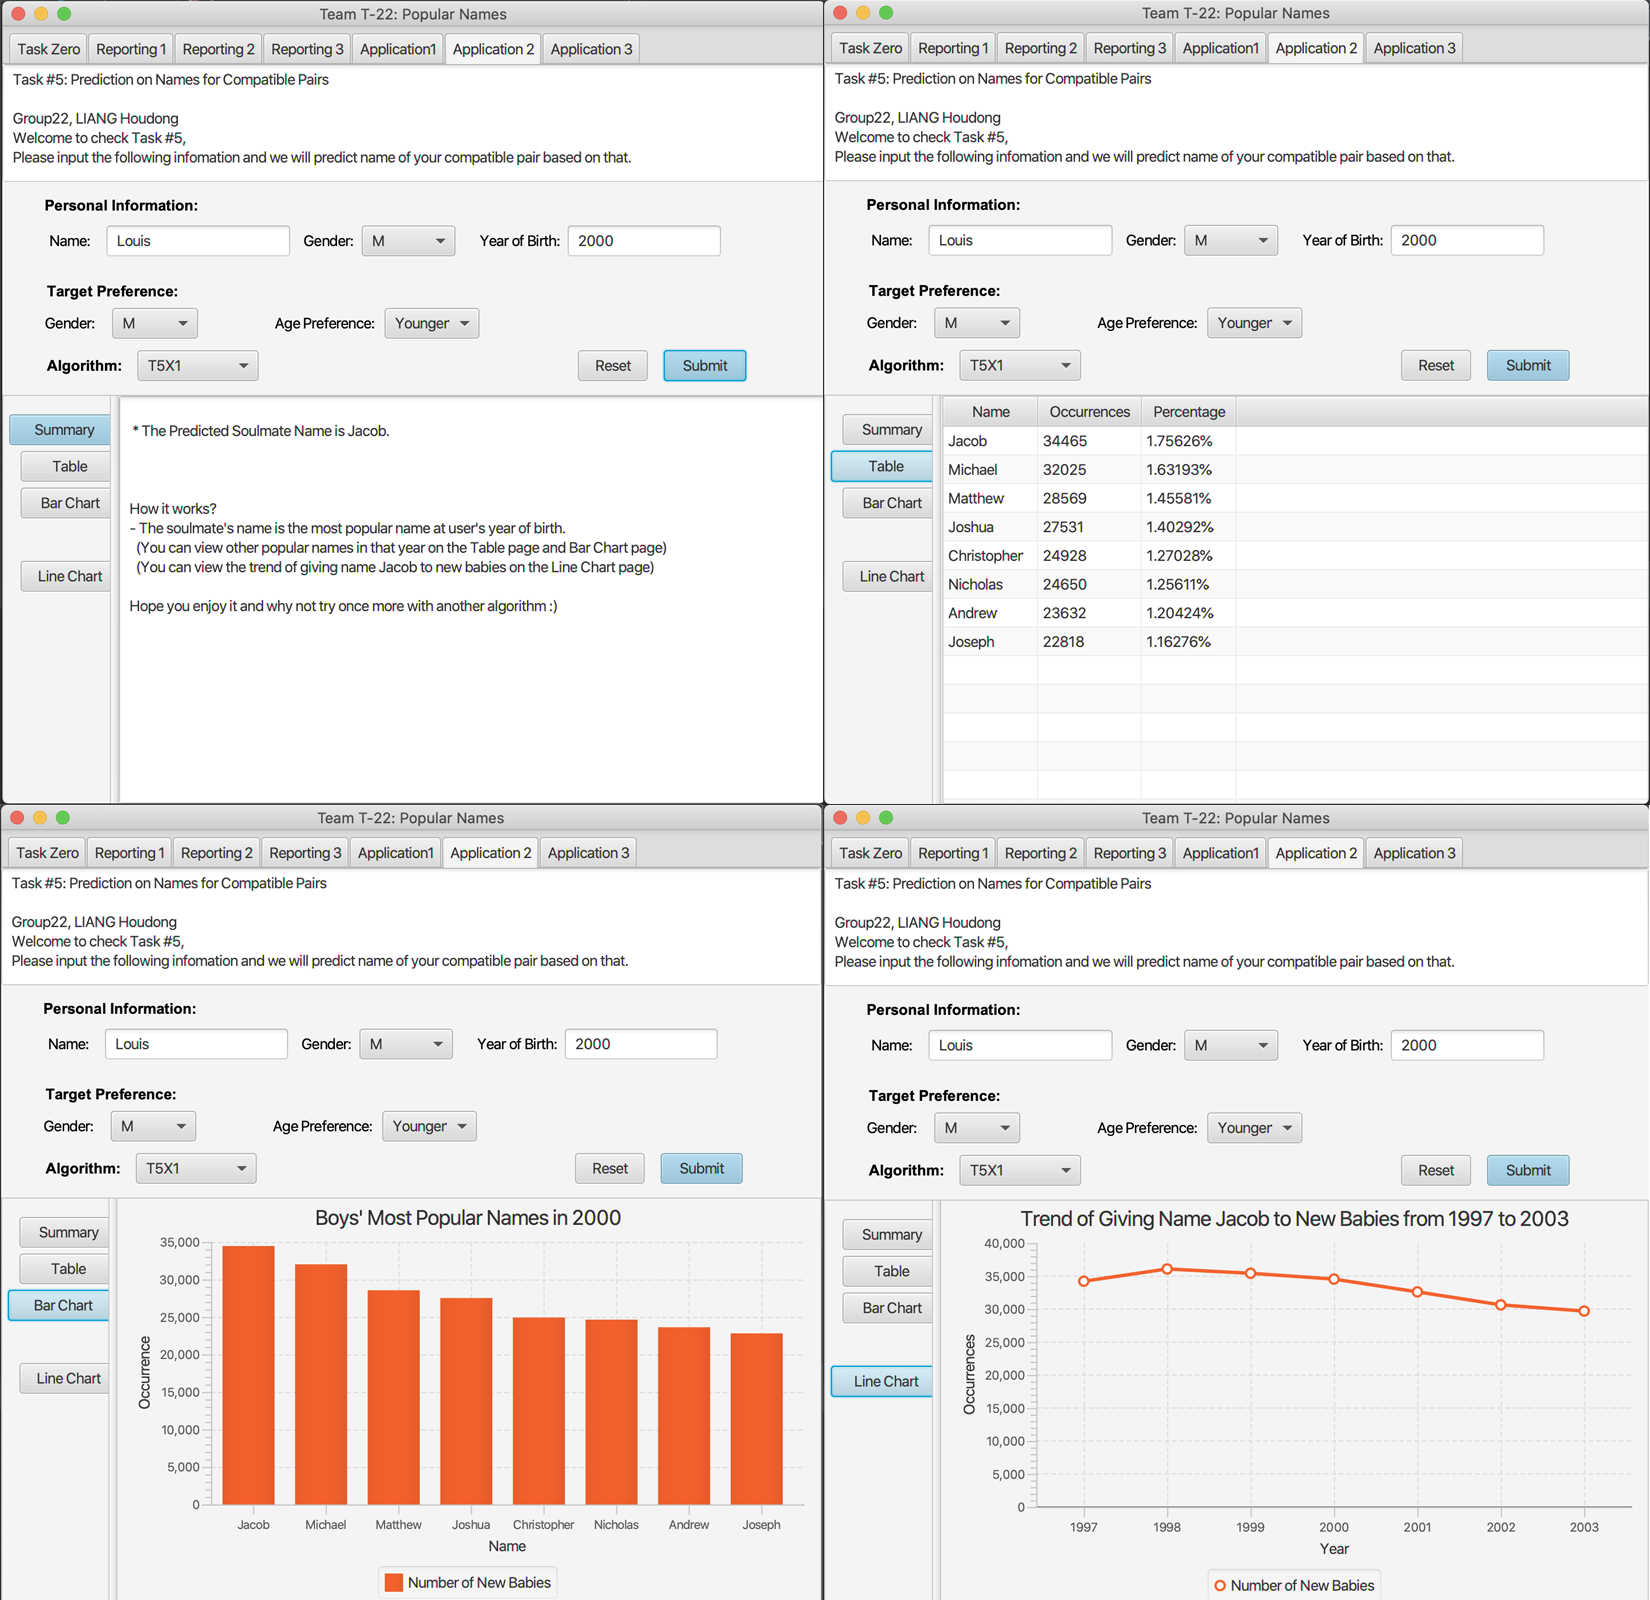 Team T-22: Popular Names
Task Zero Reporting 1 Reporting 2 Reporting 3 Application1 Application 2 Application 3
Task #5: Prediction on Names for Compatible Pairs
Group22, LIANG Houdong
Welcome to check Task #5,
Please input the following infomation and we will predict name of your compatible pair based on that.
Personal Information:
Name: Louis Gender: M Year of Birth: 2000
Target Preference:
Gender: M Age Preference: Younger
Algorithm: T5X1 Reset Submit
Summary
Table
Bar Chart
Line Chart
* The Predicted Soulmate Name is Jacob.
How it works?
- The soulmate's name is the most popular name at user's year of birth.
(You can view other popular names in that year on the Table page and Bar Chart page)
(You can view the trend of giving name Jacob to new babies on the Line Chart page)
Hope you enjoy it and why not try once more with another algorithm :)
Team T-22: Popular Names
Task Zero Reporting 1 Reporting 2 Reporting 3 Application1 Application 2 Application 3
Task #5: Prediction on Names for Compatible Pairs
Group22, LIANG Houdong
Welcome to check Task #5,
Please input the following infomation and we will predict name of your compatible pair based on that.
Personal Information:
Name: Louis Gender: M Year of Birth: 2000
Target Preference:
Gender: M Age Preference: Younger
Algorithm: T5X1 Reset Submit
Summary
Table
Bar Chart
Line Chart
Name Occurrences Percentage
Jacob 34465 1.75626%
Michael 32025 1.63193%
Matthew 28569 1.45581%
Joshua 27531 1.40292%
Christopher 24928 1.27028%
Nicholas 24650 1.25611%
Andrew 23632 1.20424%
Joseph 22818 1.16276%
Team T-22: Popular Names
Task Zero Reporting 1 Reporting 2 Reporting 3 Application1 Application 2 Application 3
Task #5: Prediction on Names for Compatible Pairs
Group22, LIANG Houdong
Welcome to check Task #5,
Please input the following infomation and we will predict name of your compatible pair based on that.
Personal Information:
Name: Louis Gender: M Year of Birth: 2000
Target Preference:
Gender: M Age Preference: Younger
Algorithm: T5X1 Reset Submit
Summary
Table
Bar Chart
Line Chart
Boys' Most Popular Names in 2000
35,000
30,000
25,000
20,000
15,000
10,000
5,000
0
Occurrence
Jacob Michael Matthew Joshua Christopher Nicholas Andrew Joseph
Name
Number of New Babies
Team T-22: Popular Names
Task Zero Reporting 1 Reporting 2 Reporting 3 Application1 Application 2 Application 3
Task #5: Prediction on Names for Compatible Pairs
Group22, LIANG Houdong
Welcome to check Task #5,
Please input the following infomation and we will predict name of your compatible pair based on that.
Personal Information:
Name: Louis Gender: M Year of Birth: 2000
Target Preference:
Gender: M Age Preference: Younger
Algorithm: T5X1 Reset Submit
Summary
Table
Bar Chart
Line Chart
Trend of Giving Name Jacob to New Babies from 1997 to 2003
40,000
35,000
30,000
25,000
20,000
15,000
10,000
5,000
0
Occurrences
1997 1998 1999 2000 2001 2002 2003
Year
Number of New Babies